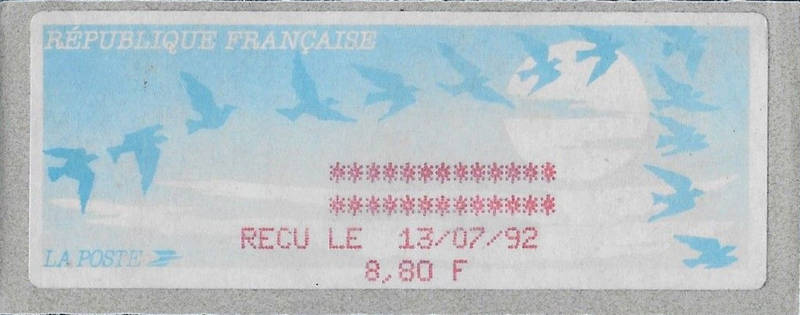 RÉPUBLIQUE FRANÇAISE
*************
*************
RECU LE 13/07/92
8,80 F
LA POSTE